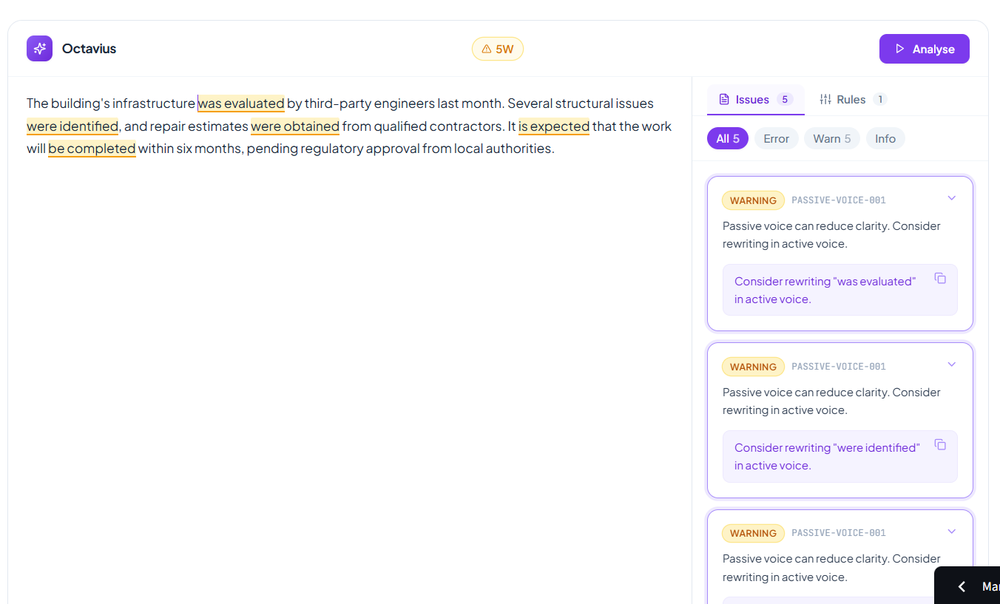 Octavius
5W
Analyse
The building's infrastructure was evaluated by third-party engineers last month. Several structural issues
were identified, and repair estimates were obtained from qualified contractors. It is expected that the work
will be completed within six months, pending regulatory approval from local authorities.
Issues 5
Rules 1
All 5
Error
Warn 5
Info
WARNING PASSIVE-VOICE-001
Passive voice can reduce clarity. Consider
rewriting in active voice.
Consider rewriting "was evaluated"
in active voice.
WARNING PASSIVE-VOICE-001
Passive voice can reduce clarity. Consider
rewriting in active voice.
Consider rewriting "were identified"
in active voice.
WARNING PASSIVE-VOICE-001
Passive voice can reduce clarity. Consider
rewriting in active voice.